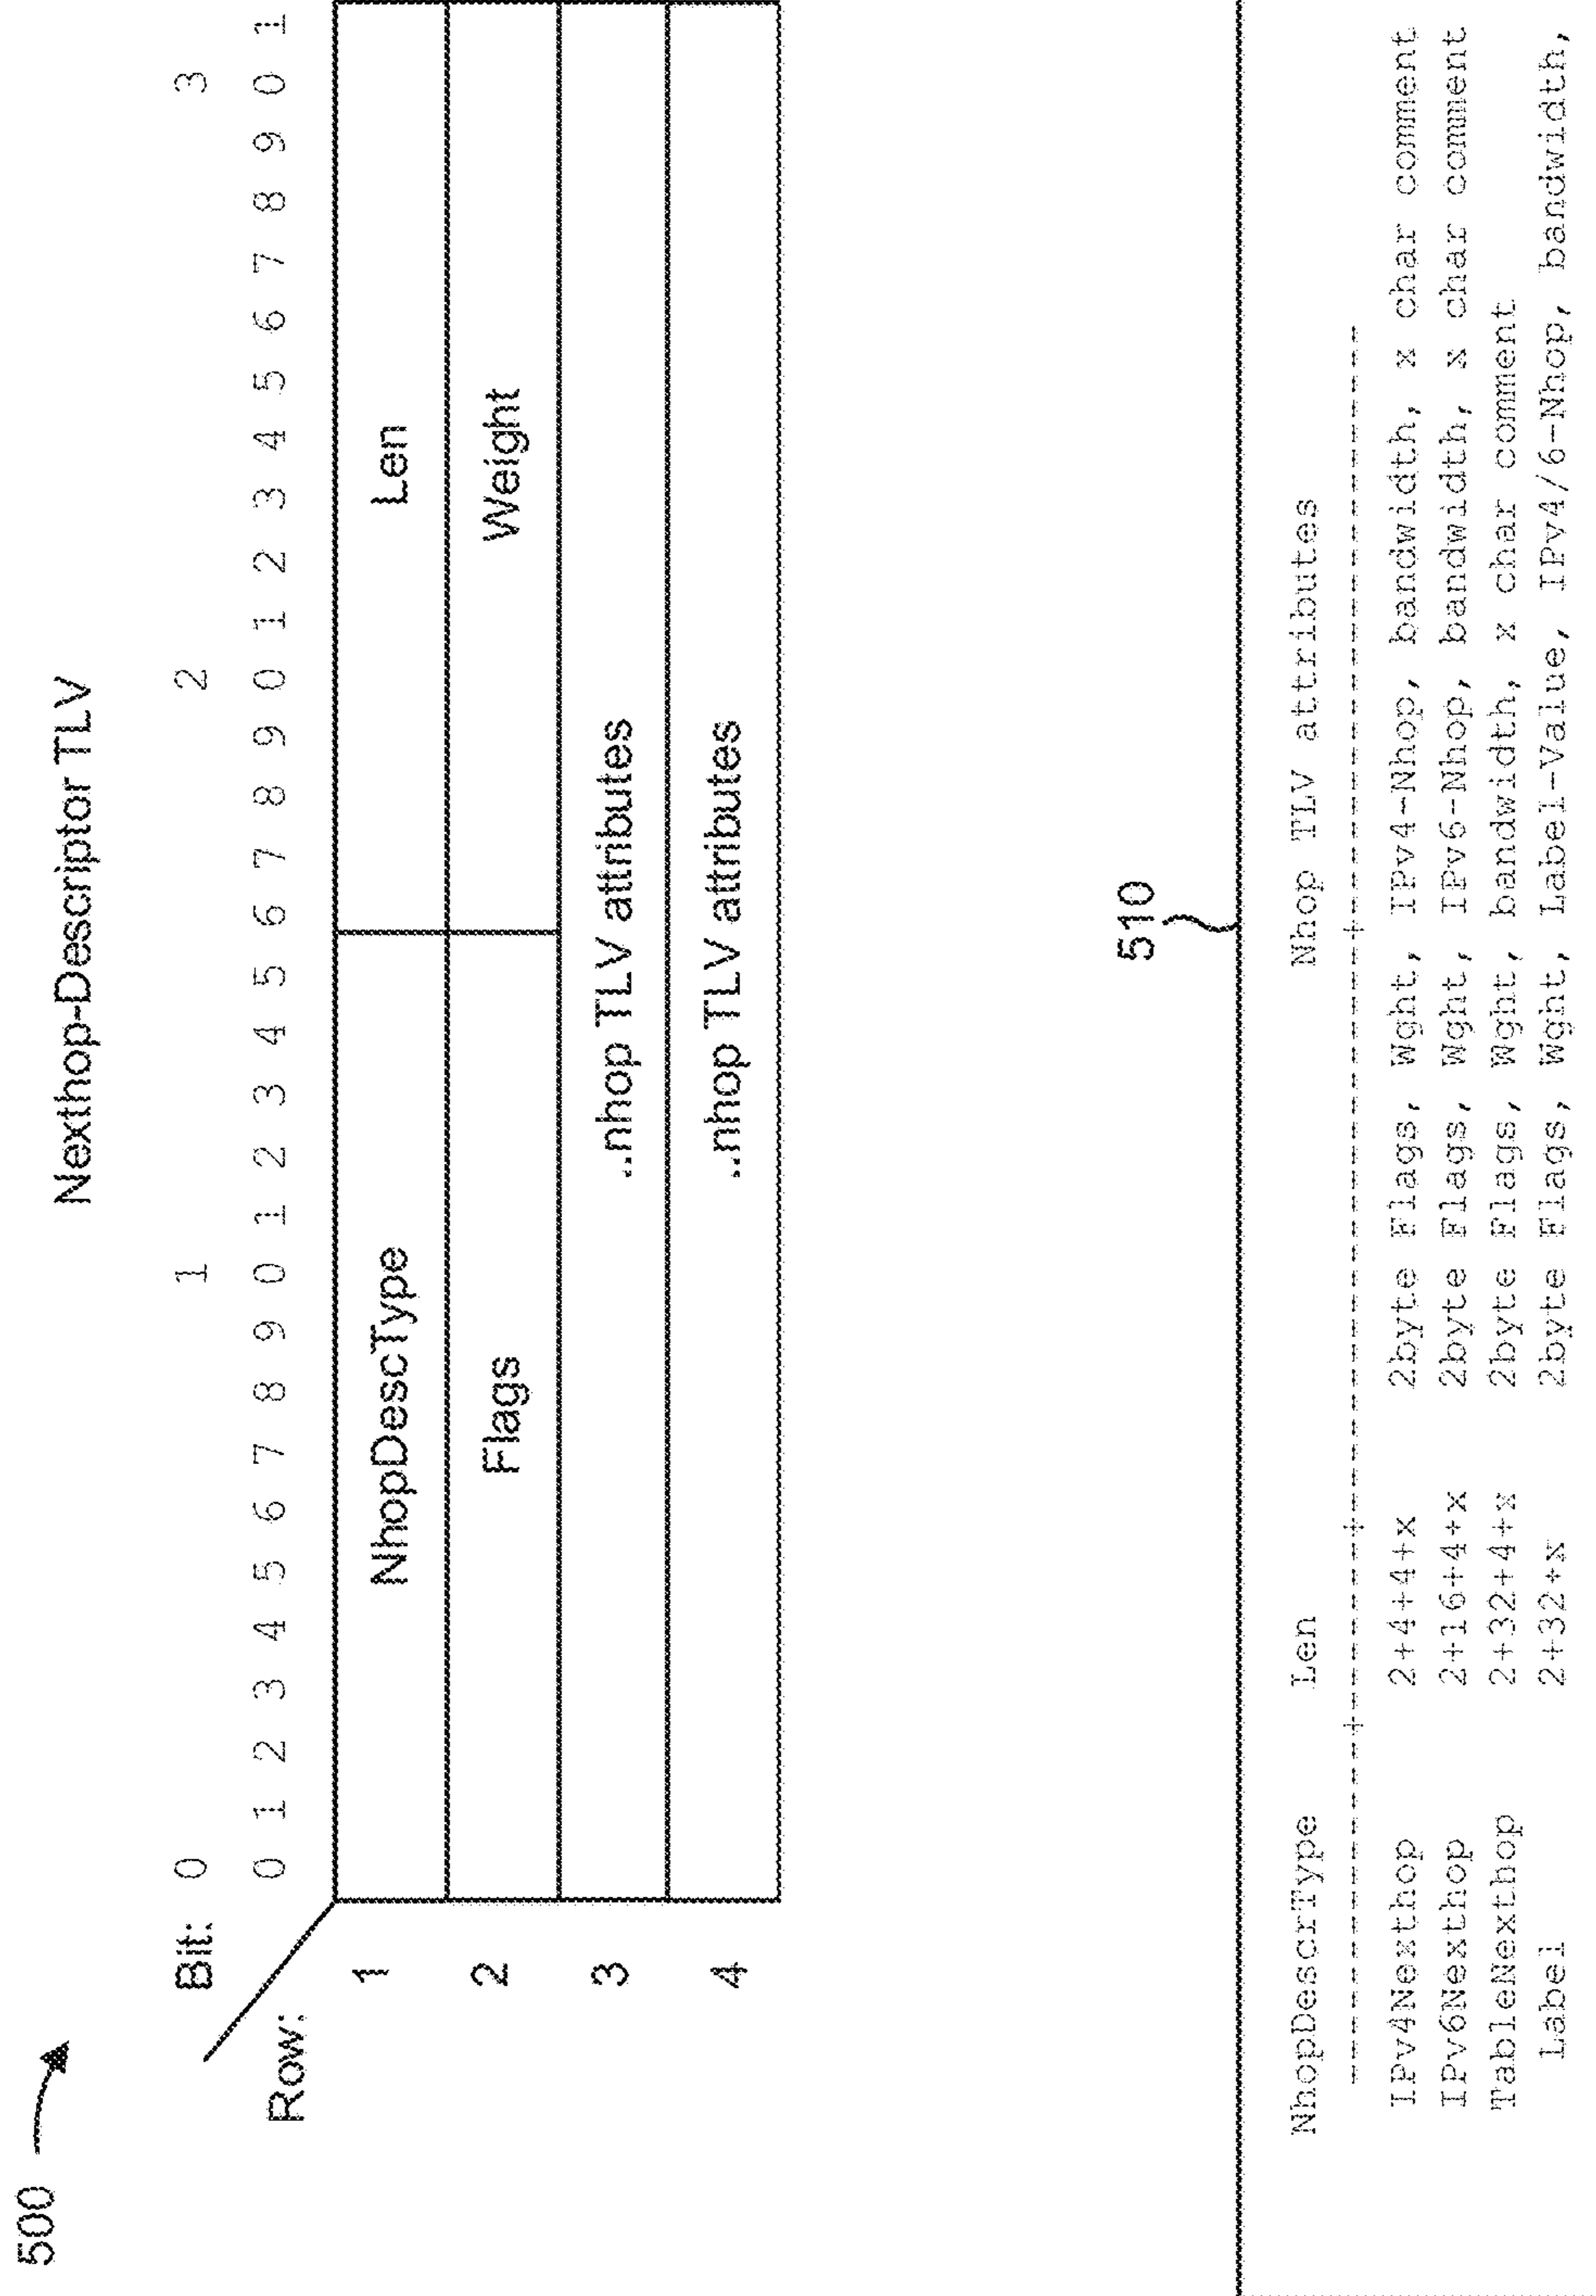 500
Nexthop-Descriptor TLV
Bit: 0 1 2 3
Row: 0 1 2 3 4 5 6 7 8 9 0 1 2 3 4 5 6 7 8 9 0 1 2 3 4 5 6 7 8 9 0 1
1 NhopDescType Len
2 Flags Weight
3 ..nhop TLV attributes
4 ..nhop TLV attributes
510
NhopDescrType Len Nhop TLV attributes
IPv4Nexthop 2+4+4+x 2byte Flags, Wght, IPv4-Nhop, bandwidth, x char comment
IPv6Nexthop 2+16+4+x 2byte Flags, Wght, IPv6-Nhop, bandwidth, x char comment
TableNexthop 2+32+4+x 2byte Flags, Wght, bandwidth, x char comment
Label 2+32+x 2byte Flags, Wght, Label-Value, IPv4/6-Nhop, bandwidth,